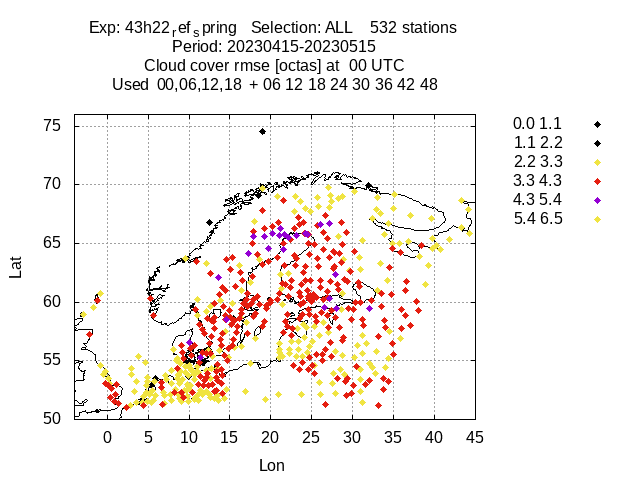 Exp: 43h22refspring   Selection: ALL    532 stations
Period: 20230415-20230515
Cloud cover rmse [octas] at  00 UTC
Used  00,06,12,18  + 06 12 18 24 30 36 42 48
0.0 1.1
1.1 2.2
2.2 3.3
3.3 4.3
4.3 5.4
5.4 6.5
Lat
75
70
65
60
55
50
0 5 10 15 20 25 30 35 40 45
Lon